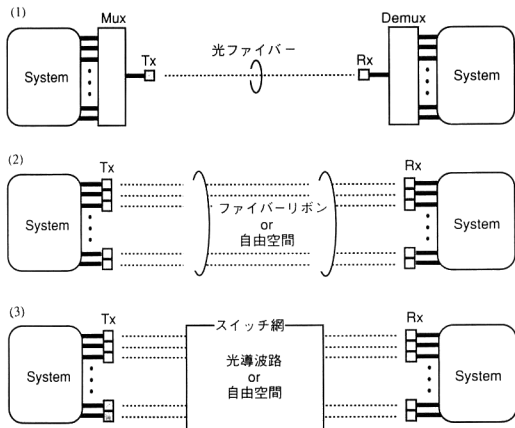 (1)
Mux
Demux
System
Tx
光ファイバー
Rx
System
(2)
Tx
Rx
System
ファイバーリボン
or
自由空間
System
(3)
Tx
スイッチ網
Rx
System
光導波路
or
自由空間
System